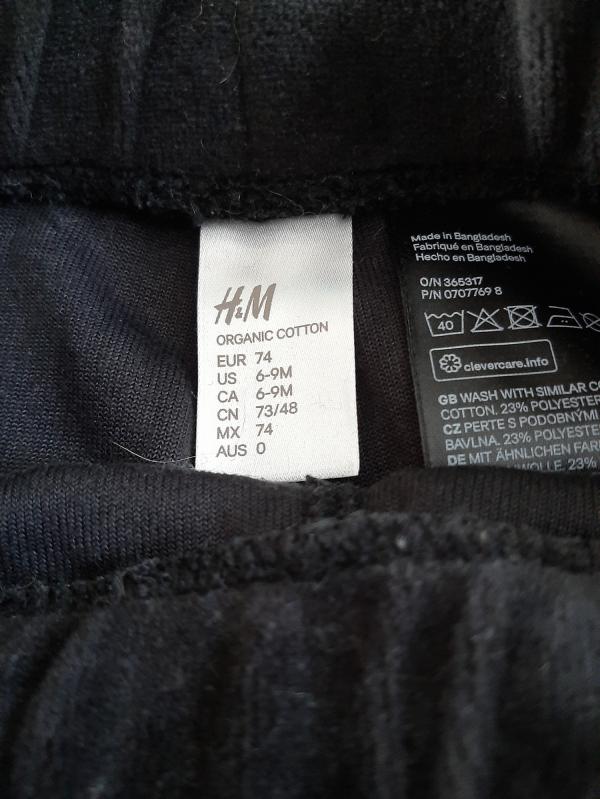 H&M
ORGANIC COTTON
EUR 74
US 6-9M
CA 6-9M
CN 73/48
MX 74
AUS 0
Made in Bangladesh
Fabriqué en Bangladesh
Hecho en Bangladesh
O/N 365317
P/N 0707769 8
40
clevercare.info
GB WASH WITH SIMILAR
COTTON. 23% POLYESTER
CZ PERTE S PODOBNÝMI
BAVLNA. 23% POLYESTER
DE MIT ÄHNLICHEN
23%